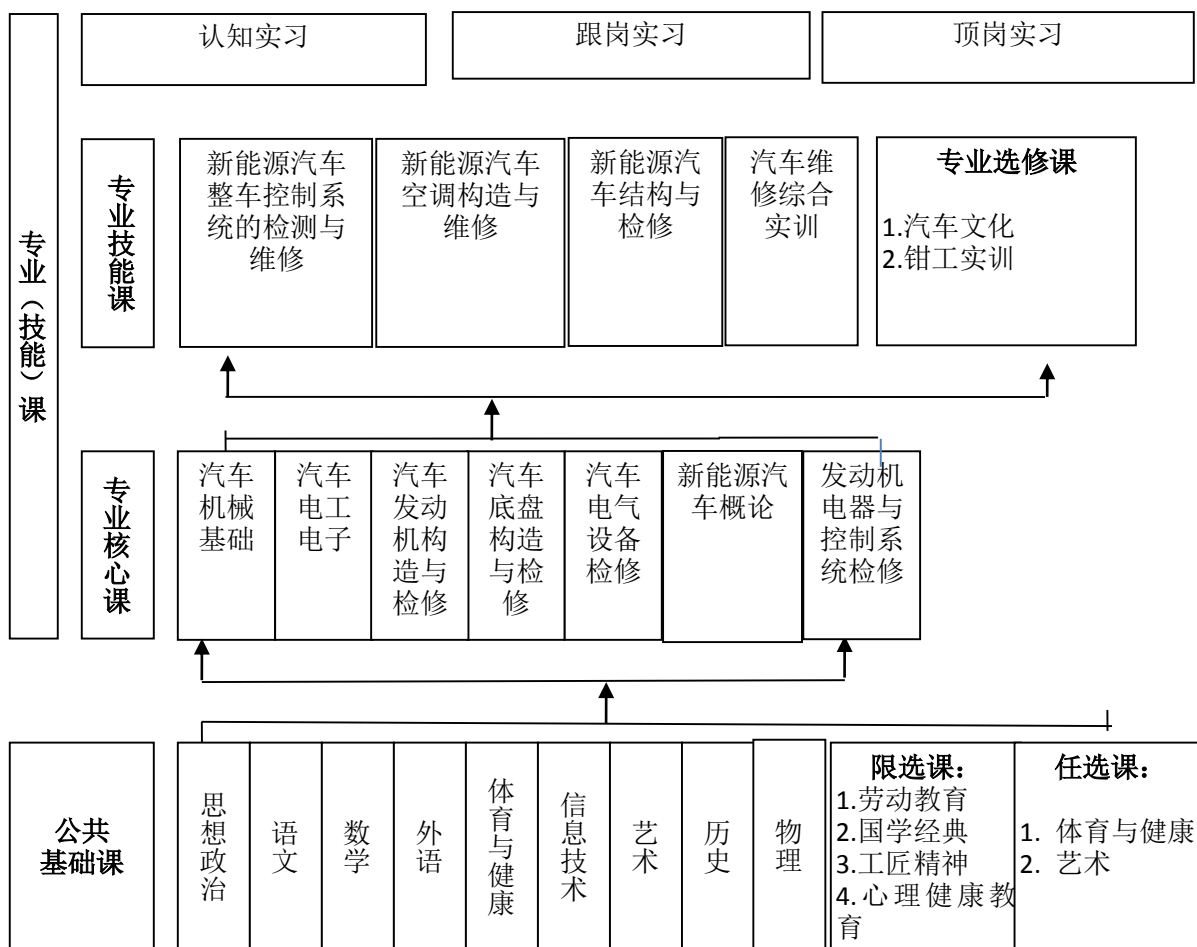 认知实习
跟岗实习
顶岗实习
专业（技能）课
专业技能课
新能源汽车
整车控制系
统的检测与
维修
新能源汽车
空调构造与
维修
新能源汽
车结构与
检修
汽车维
修综合
实训
专业选修课
1.汽车文化
2.钳工实训
专业核心课
汽车
机械
基础
汽车
电工
电子
汽车
发动
机构
造与
检修
汽车
底盘
构造
与检
修
汽车
电气
设备
检修
新能源汽
车概论
发动机
电器与
控制系
统检修
公共
基础课
思想政治
语文
数学
外语
体育与健康
信息技术
艺术
历史
物理
限选课：
1.劳动教育
2.国学经典
3.工匠精神
4.心理健康教
育
任选课：
1. 体育与健康
2. 艺术